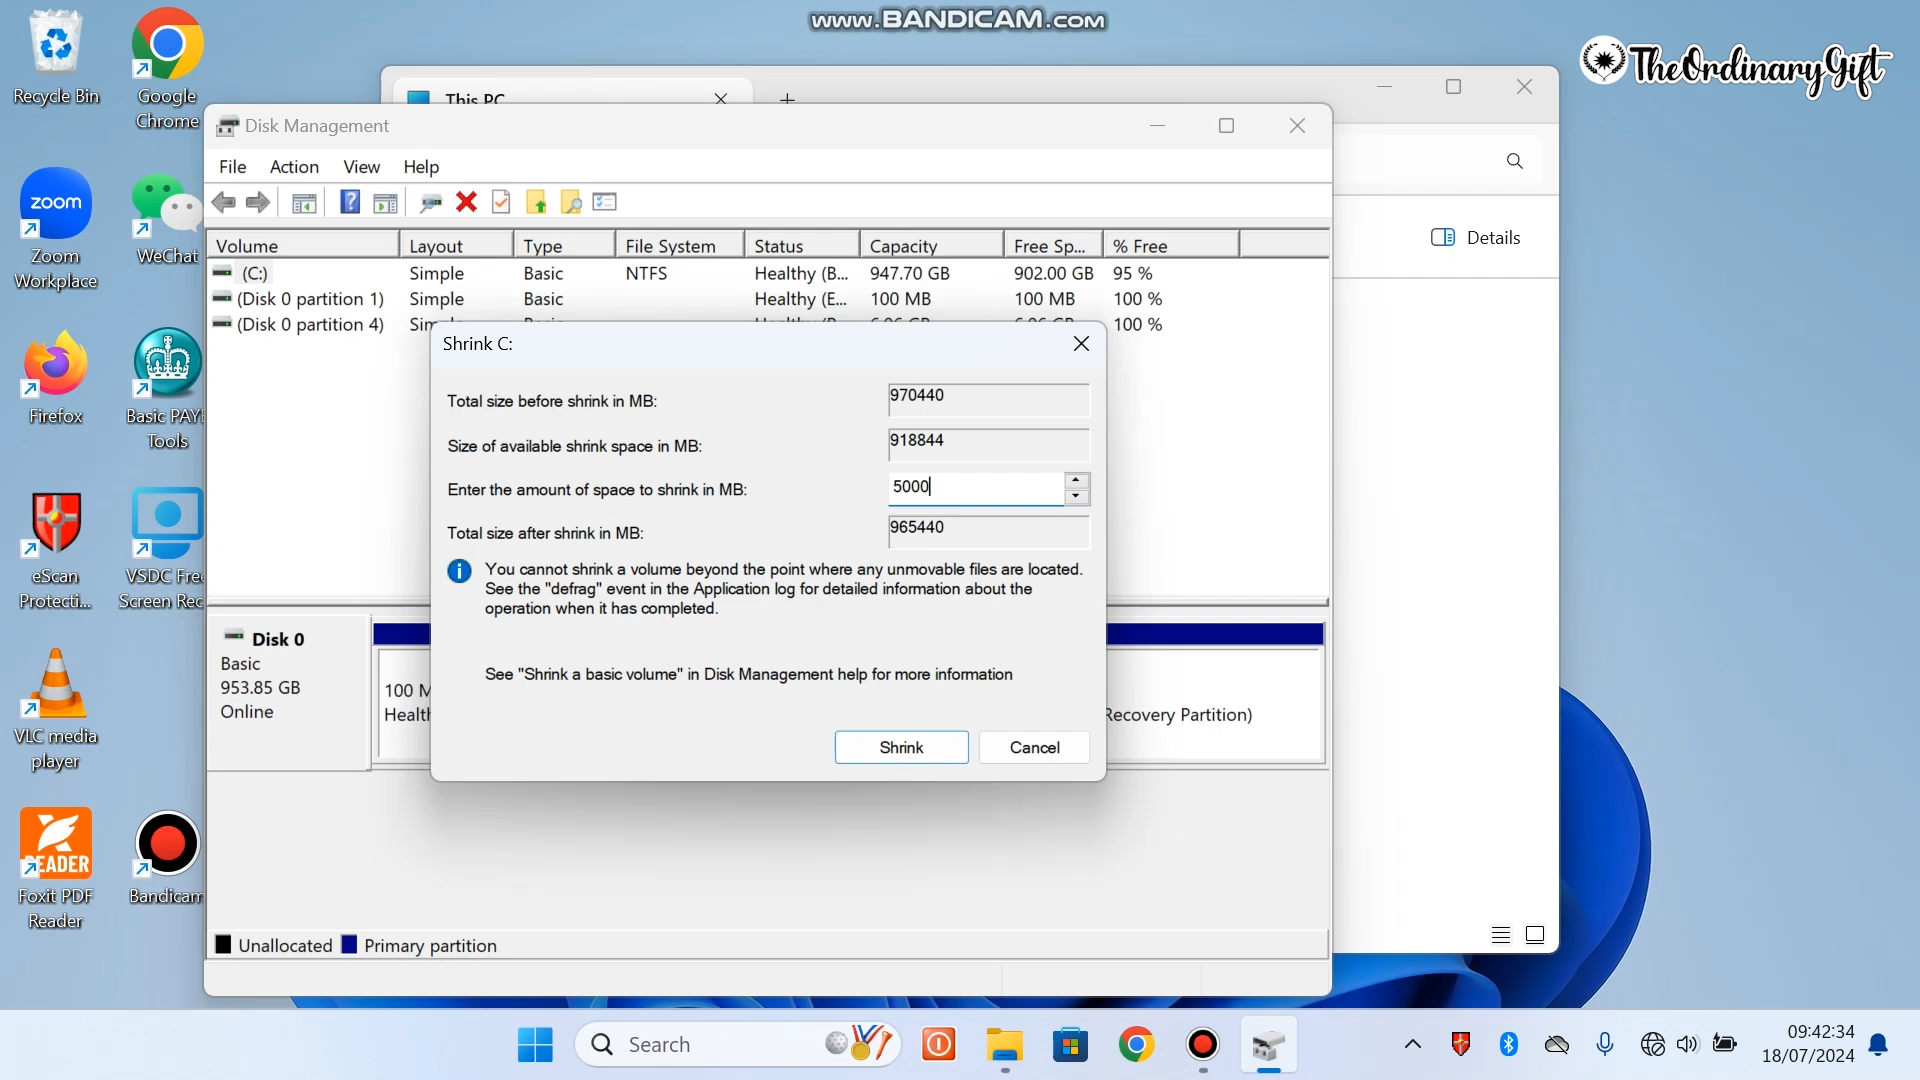 www.BANDICAM.com
TheOrdinaryGift
Recycle Bin
Google
Chrome
zoom
Zoom
Workplace
WeChat
Firefox
Basic PAYE
Tools
eScan
Protecti...
VSDC Free
Screen Rec
VLC media
player
READER
Foxit PDF
Reader
Bandicam
This PC
Details
Disk Management
File Action View Help
Volume Layout Type File System Status Capacity Free Sp... % Free
(C:) Simple Basic NTFS Healthy (B... 947.70 GB 902.00 GB 95 %
(Disk 0 partition 1) Simple Basic Healthy (E... 100 MB 100 MB 100 %
(Disk 0 partition 4) 100 %
Shrink C:
Total size before shrink in MB: 970440
Size of available shrink space in MB: 918844
Enter the amount of space to shrink in MB: 5000
Total size after shrink in MB: 965440
You cannot shrink a volume beyond the point where any unmovable files are located.
See the "defrag" event in the Application log for detailed information about the
operation when it has completed.
See "Shrink a basic volume" in Disk Management help for more information
Shrink Cancel
Disk 0
Basic
953.85 GB
Online
100 M
Health
Recovery Partition)
Unallocated Primary partition
Search
09:42:34
18/07/2024